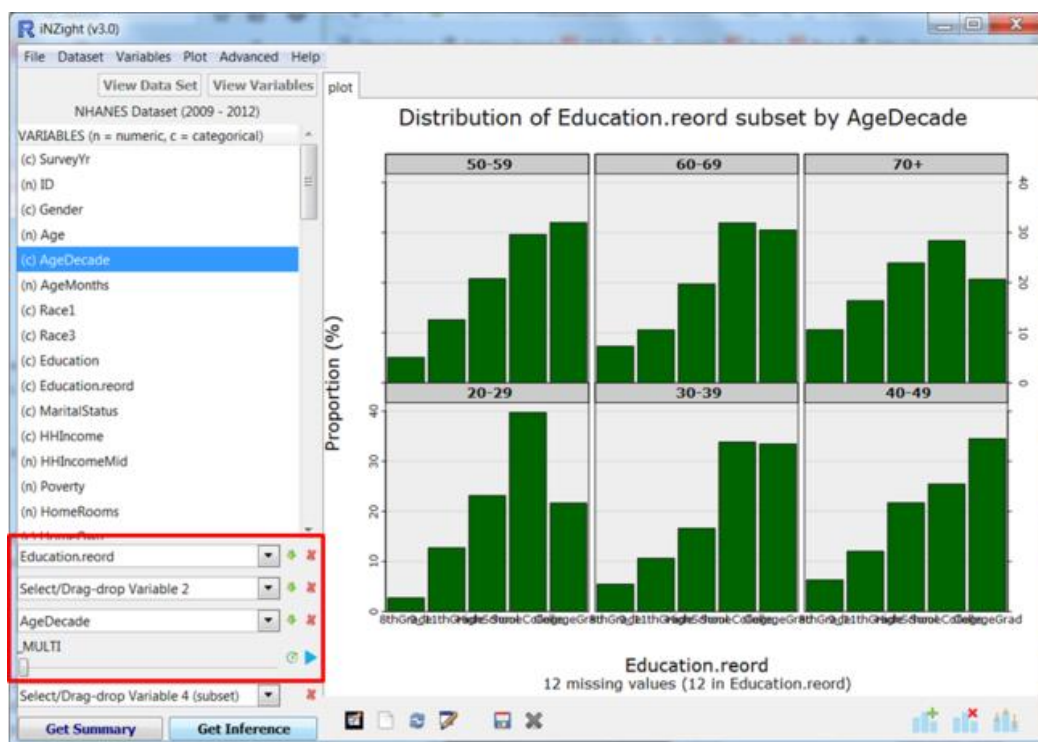 iNZight (v3.0)
File Dataset Variables Plot Advanced Help
View Data Set View Variables
NHANES Dataset (2009 - 2012)
VARIABLES (n = numeric, c = categorical)
(c) SurveyYr
(n) ID
(c) Gender
(n) Age
(c) AgeDecade
(n) AgeMonths
(c) Race1
(c) Race3
(c) Education
(c) Education.reord
(c) MaritalStatus
(c) HHIncome
(n) HHIncomeMid
(n) Poverty
(n) HomeRooms
Education.reord
Select/Drag-drop Variable 2
AgeDecade
_MULTI
Select/Drag-drop Variable 4 (subset)
Get Summary Get Inference
plot
Distribution of Education.reord subset by AgeDecade
50-59 60-69 70+
40
30
20
10
0
Proportion (%)
20-29 30-39 40-49
40
30
20
10
0
Education.reord
12 missing values (12 in Education.reord)